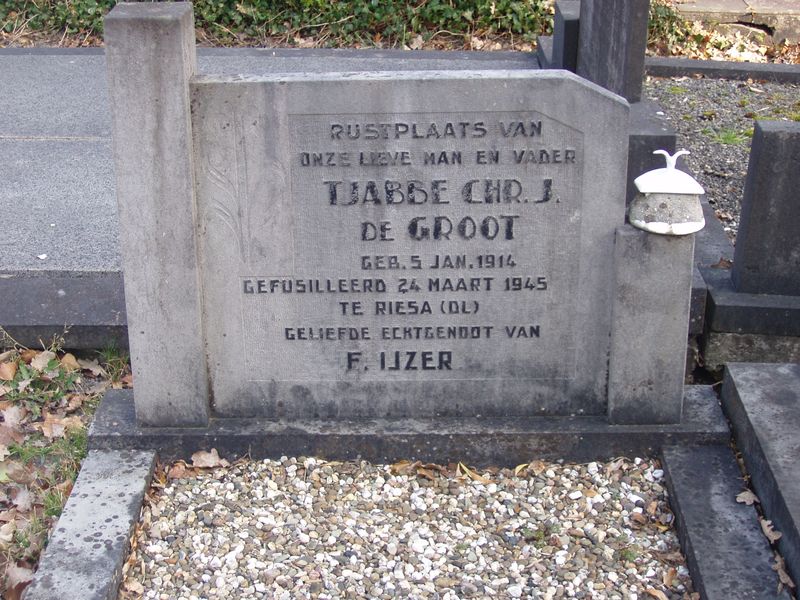 RUSTPLAATS VAN
ONZE LIEVE MAN EN VADER
TJABBE CHR. J.
DE GROOT
GEB. 5 JAN. 1914
GEFUSILLEERD 24 MAART 1945
TE RIESA (DL)
GELIEFDE ECHTGENOOT VAN
F. IJZER